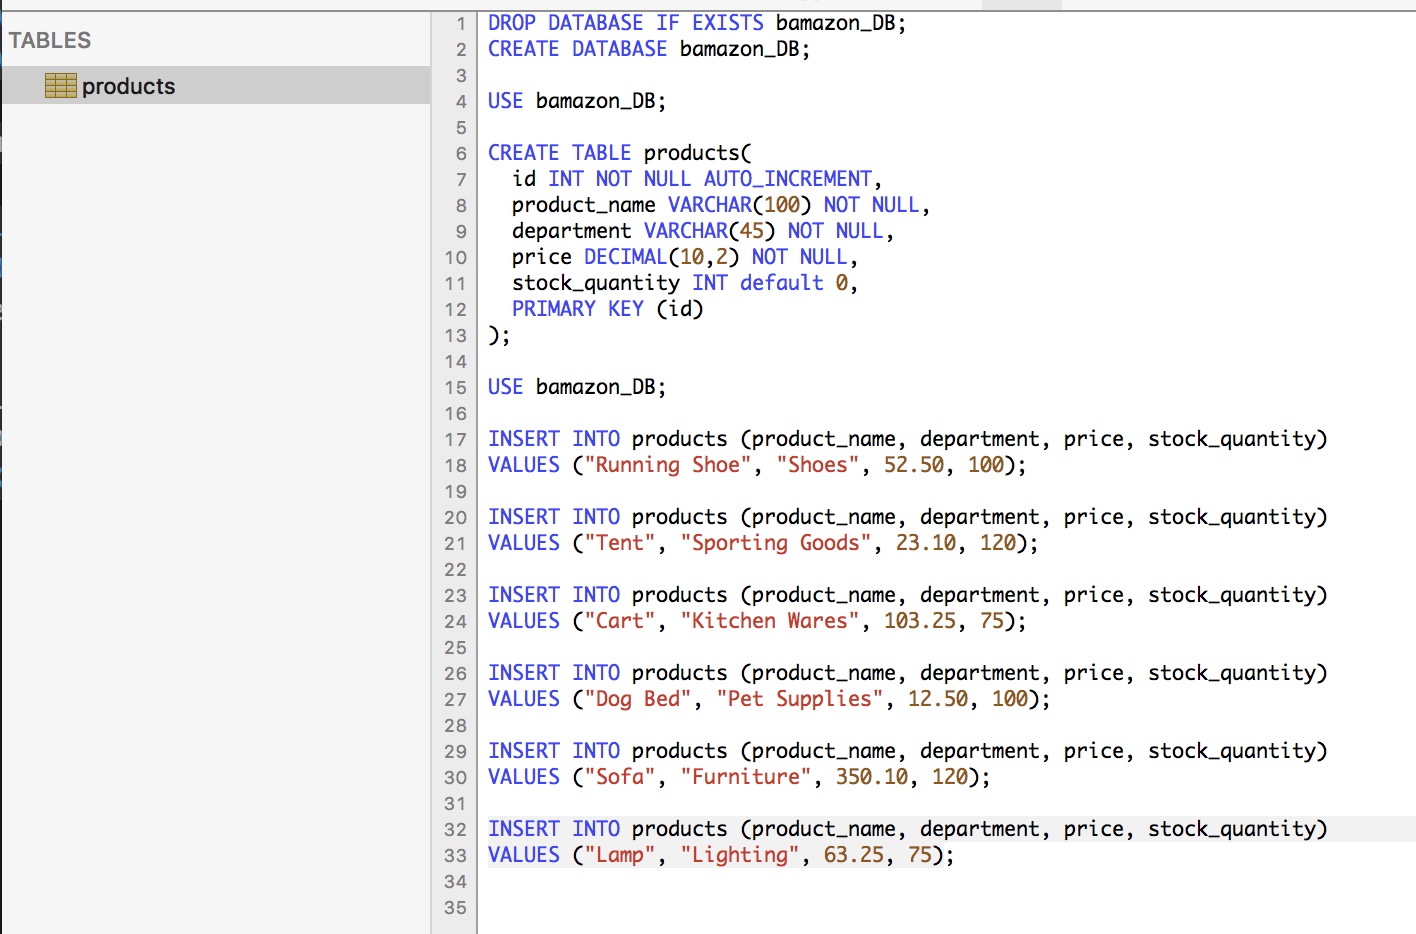 TABLES
products
1 DROP DATABASE IF EXISTS bamazon_DB;
2 CREATE DATABASE bamazon_DB;
3
4 USE bamazon_DB;
5
6 CREATE TABLE products(
7   id INT NOT NULL AUTO_INCREMENT,
8   product_name VARCHAR(100) NOT NULL,
9   department VARCHAR(45) NOT NULL,
10   price DECIMAL(10,2) NOT NULL,
11   stock_quantity INT default 0,
12   PRIMARY KEY (id)
13 );
14
15 USE bamazon_DB;
16
17 INSERT INTO products (product_name, department, price, stock_quantity)
18 VALUES ("Running Shoe", "Shoes", 52.50, 100);
19
20 INSERT INTO products (product_name, department, price, stock_quantity)
21 VALUES ("Tent", "Sporting Goods", 23.10, 120);
22
23 INSERT INTO products (product_name, department, price, stock_quantity)
24 VALUES ("Cart", "Kitchen Wares", 103.25, 75);
25
26 INSERT INTO products (product_name, department, price, stock_quantity)
27 VALUES ("Dog Bed", "Pet Supplies", 12.50, 100);
28
29 INSERT INTO products (product_name, department, price, stock_quantity)
30 VALUES ("Sofa", "Furniture", 350.10, 120);
31
32 INSERT INTO products (product_name, department, price, stock_quantity)
33 VALUES ("Lamp", "Lighting", 63.25, 75);
34
35